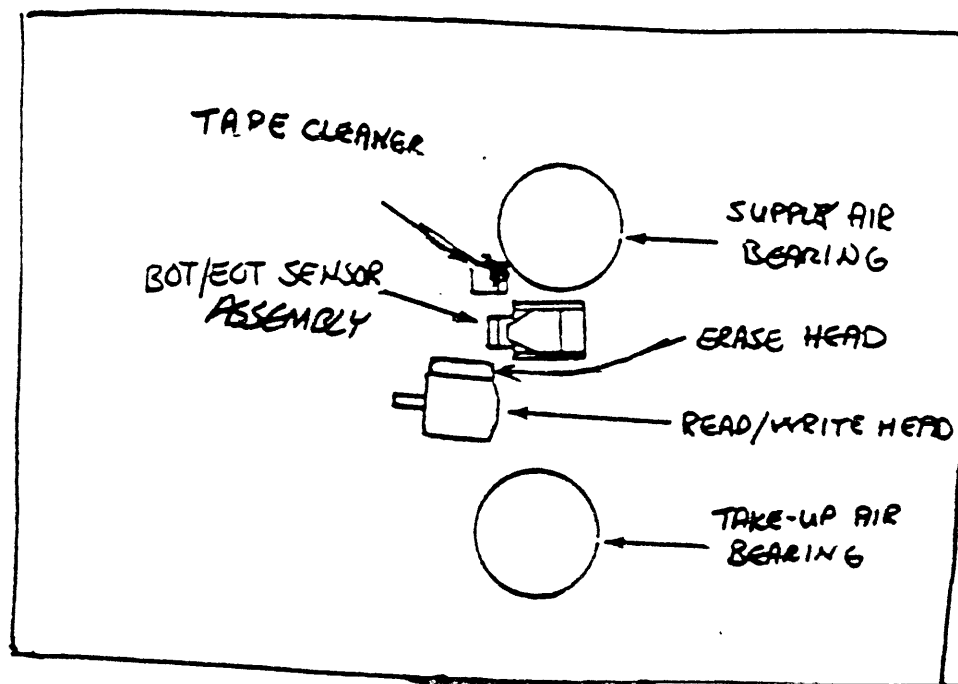 TAPE CLEANER
SUPPLY AIR
BEARING
BOT/EOT SENSOR
ASSEMBLY
ERASE HEAD
READ/WRITE HEAD
TAKE-UP AIR
BEARING